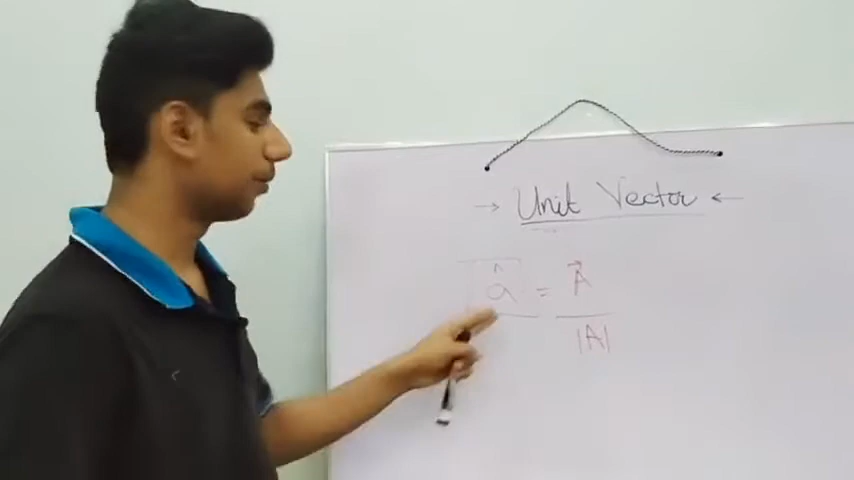 → Unit Vector ←
â = A⃗
|A|